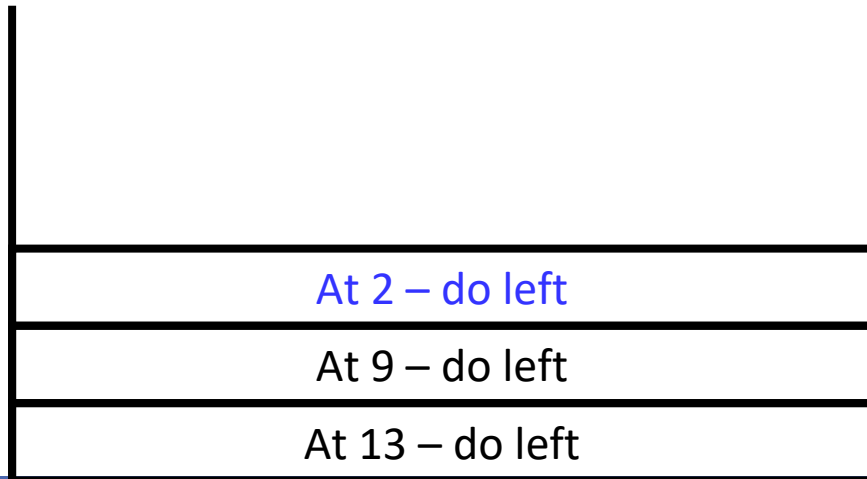 At 2 – do left
At 9 – do left
At 13 – do left